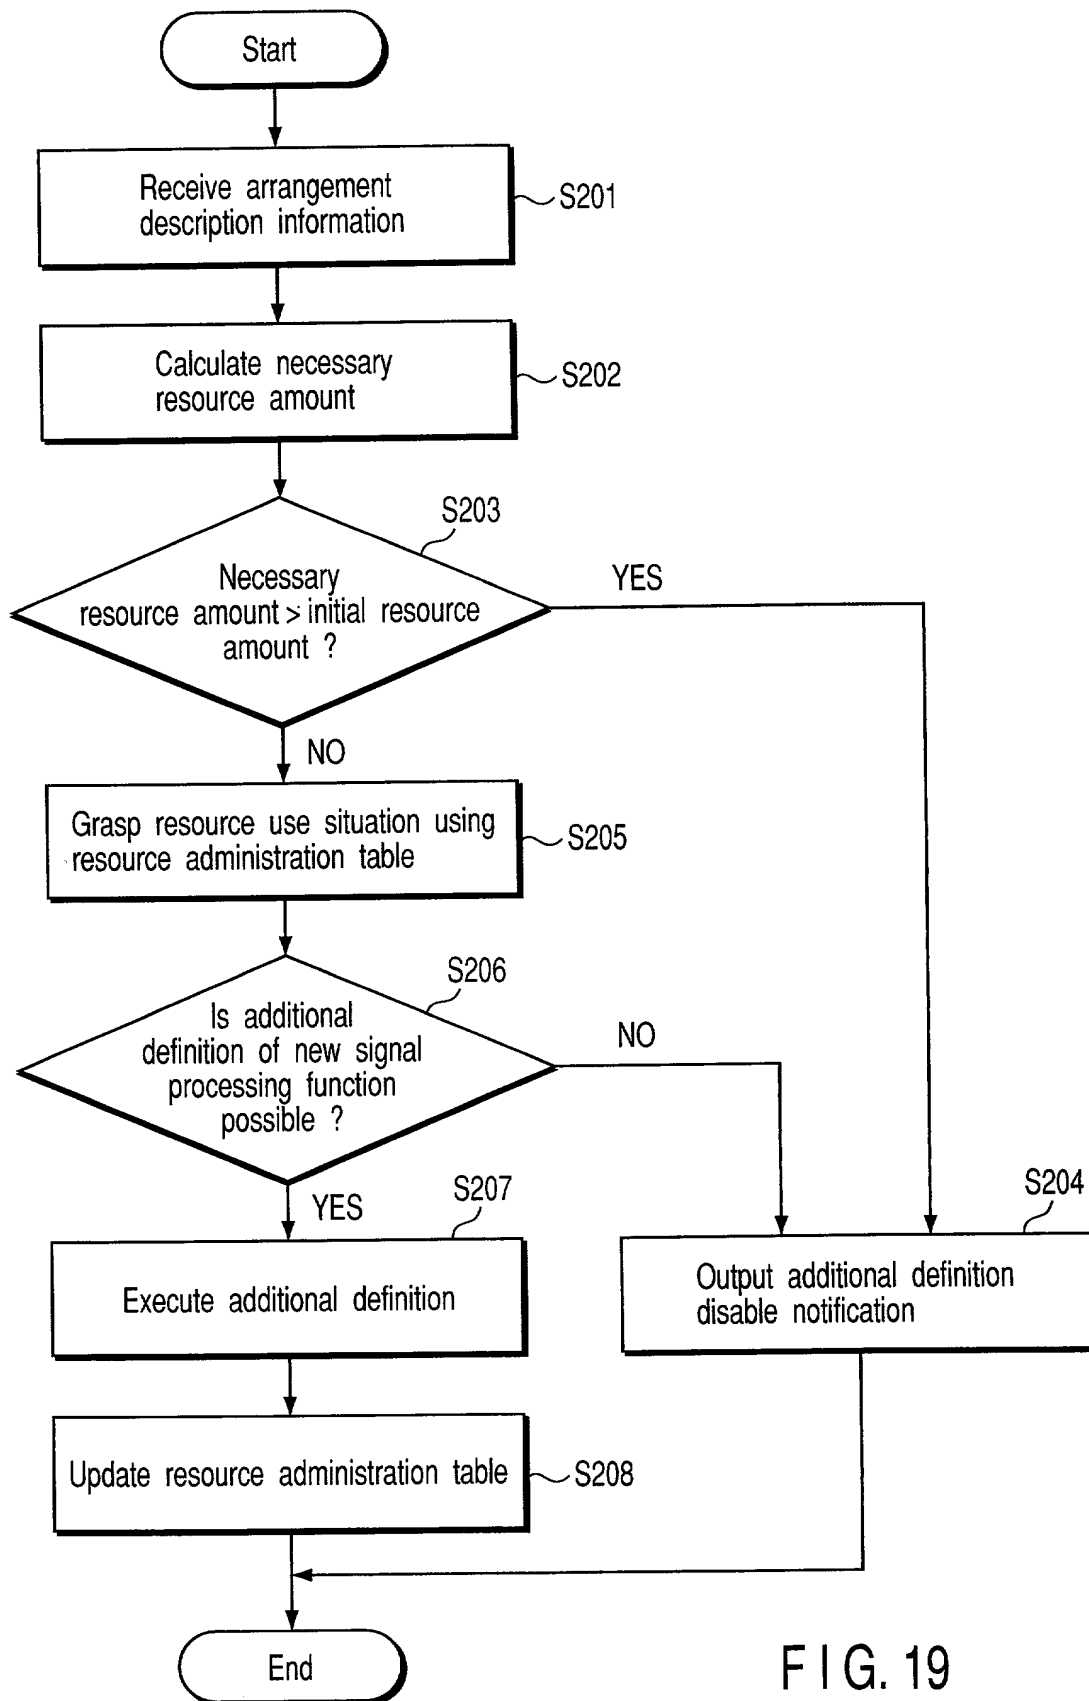 Start
Receive arrangement
description information
S201
Calculate necessary
resource amount
S202
S203
Necessary
resource amount > initial resource
amount ?
YES
NO
Grasp resource use situation using
resource administration table
S205
S206
Is additional
definition of new signal
processing function
possible ?
NO
YES
S207
Execute additional definition
S204
Output additional definition
disable notification
Update resource administration table
S208
End
FIG. 19